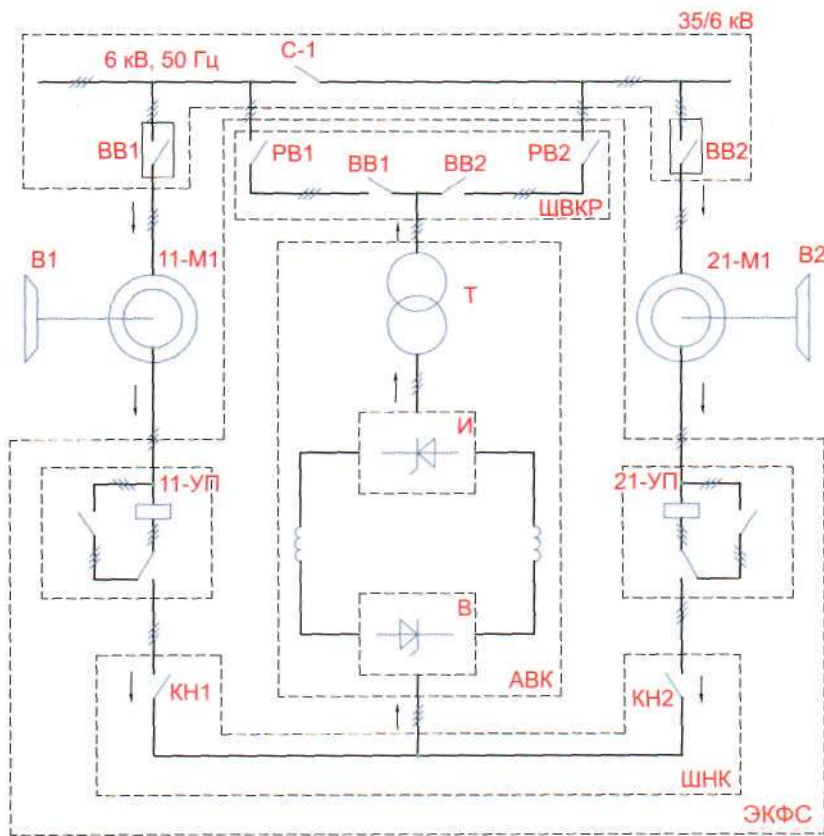 35/6 кВ
6 кВ, 50 Гц
С-1
ВВ1
РВ1
ВВ1
ВВ2
РВ2
ВВ2
ШВКР
В1
11-М1
Т
21-М1
В2
И
11-УП
21-УП
В
КН1
АВК
КН2
ШНК
ЭКФС